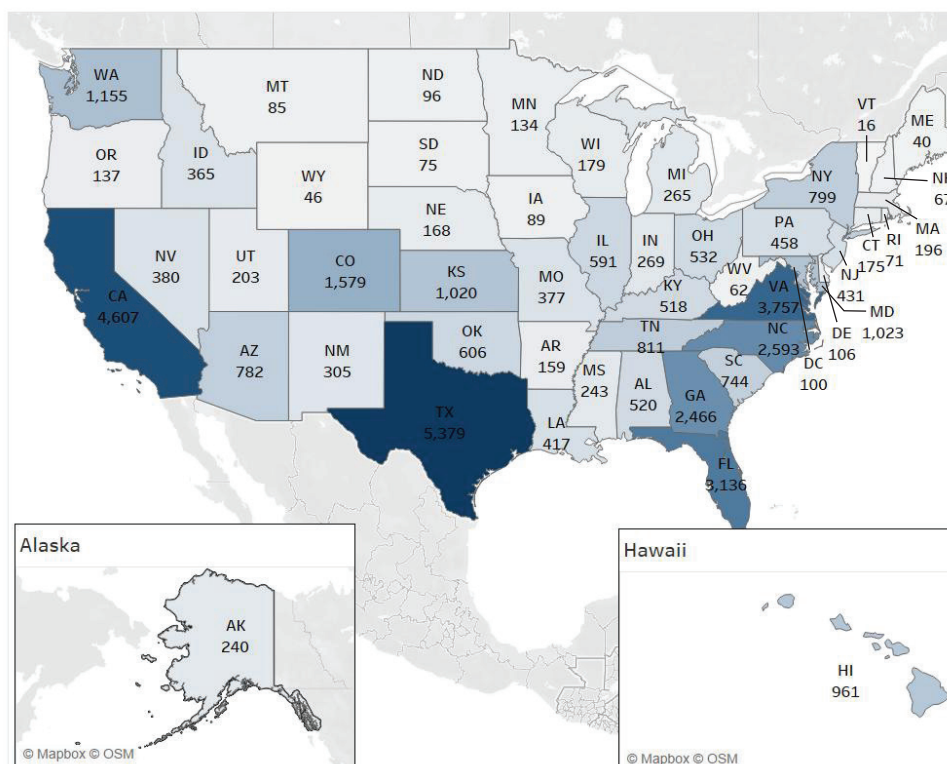 WA
1,155
MT
85
ND
96
MN
134
VT
16
ME
40
OR
137
ID
365
WY
46
SD
75
WI
179
MI
265
NY
799
NH
67
MA
196
NE
168
IA
89
PA
458
CT
175
RI
71
NV
380
UT
203
CO
1,579
KS
1,020
IL
591
IN
269
OH
532
NJ
431
CA
4,607
MO
377
KY
518
WV
62
VA
3,757
MD
1,023
DE
106
DC
100
AZ
782
NM
305
OK
606
AR
159
TN
811
NC
2,593
SC
744
TX
5,379
LA
417
MS
243
AL
520
GA
2,466
FL
3,136
Alaska
AK
240
© Mapbox © OSM
Hawaii
HI
961
© Mapbox © OSM